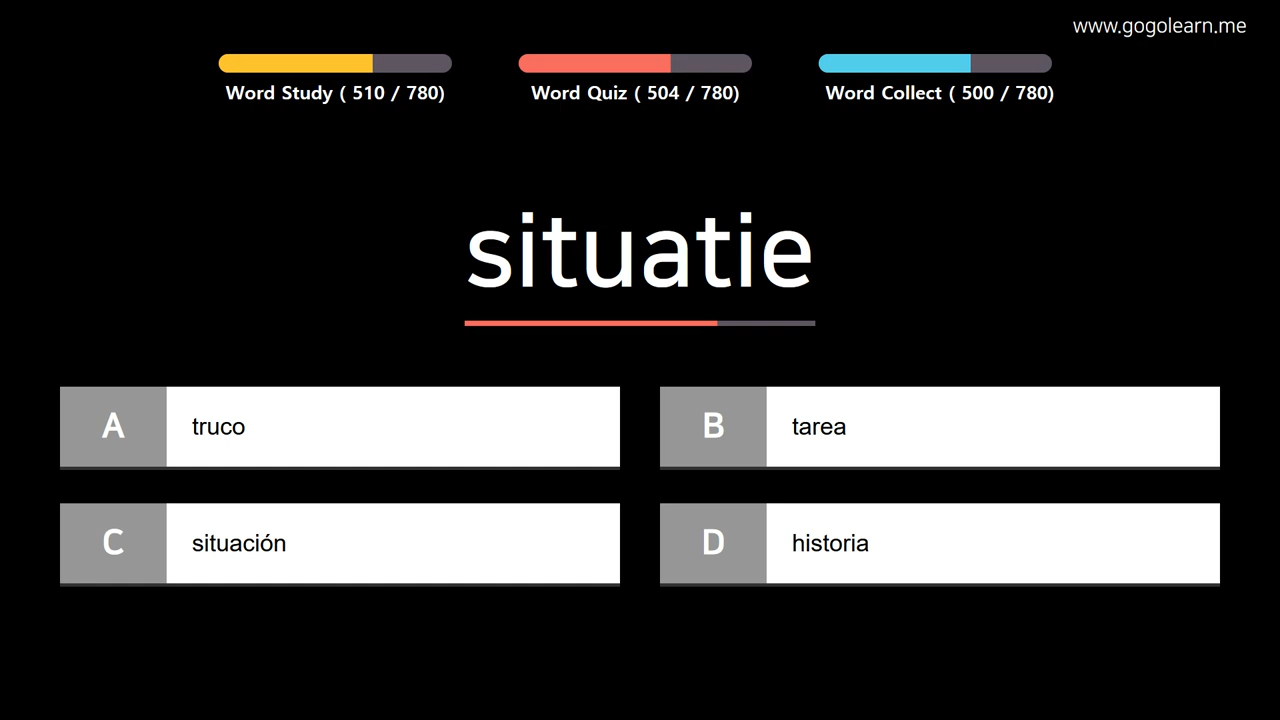 www.gogolearn.me
Word Study ( 510 / 780)
Word Quiz ( 504 / 780)
Word Collect ( 500 / 780)
situatie
A truco
B tarea
C situación
D historia